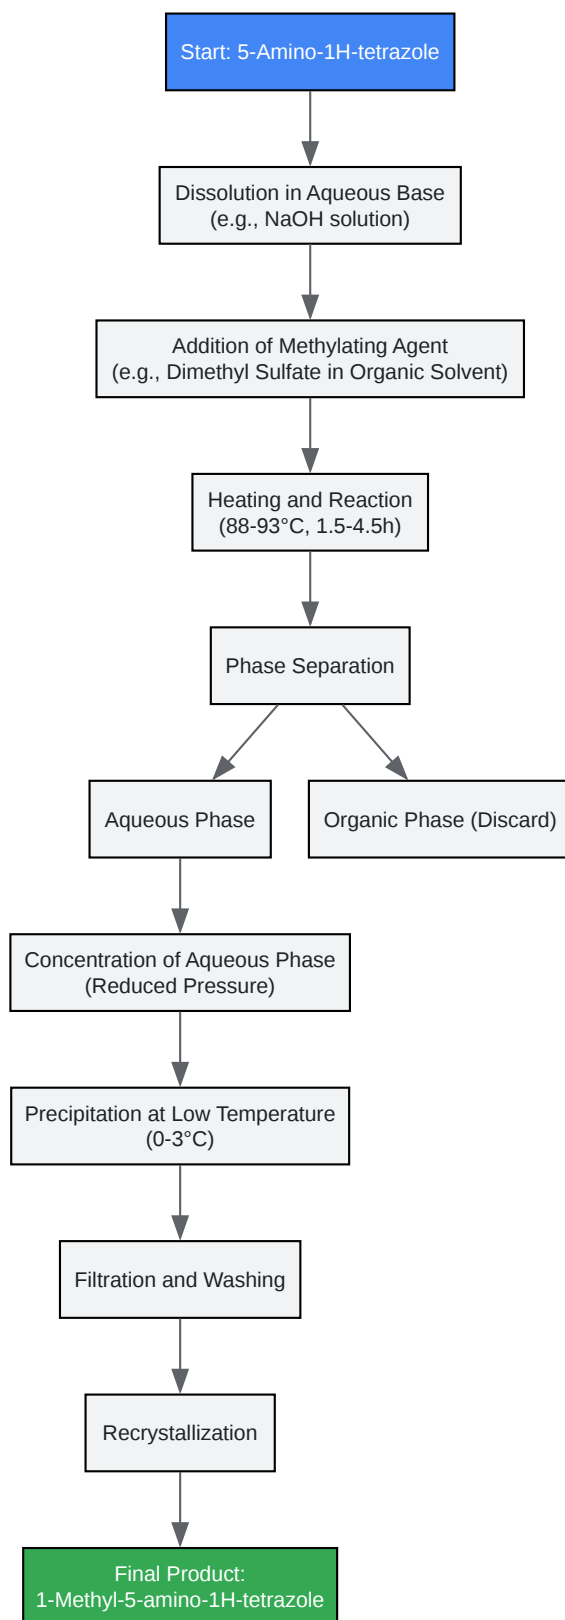 Start: 5-Amino-1H-tetrazole
Dissolution in Aqueous Base
(e.g., NaOH solution)
Addition of Methylating Agent
(e.g., Dimethyl Sulfate in Organic Solvent)
Heating and Reaction
(88-93°C, 1.5-4.5h)
Phase Separation
Aqueous Phase
Organic Phase (Discard)
Concentration of Aqueous Phase
(Reduced Pressure)
Precipitation at Low Temperature
(0-3°C)
Filtration and Washing
Recrystallization
Final Product:
1-Methyl-5-amino-1H-tetrazole